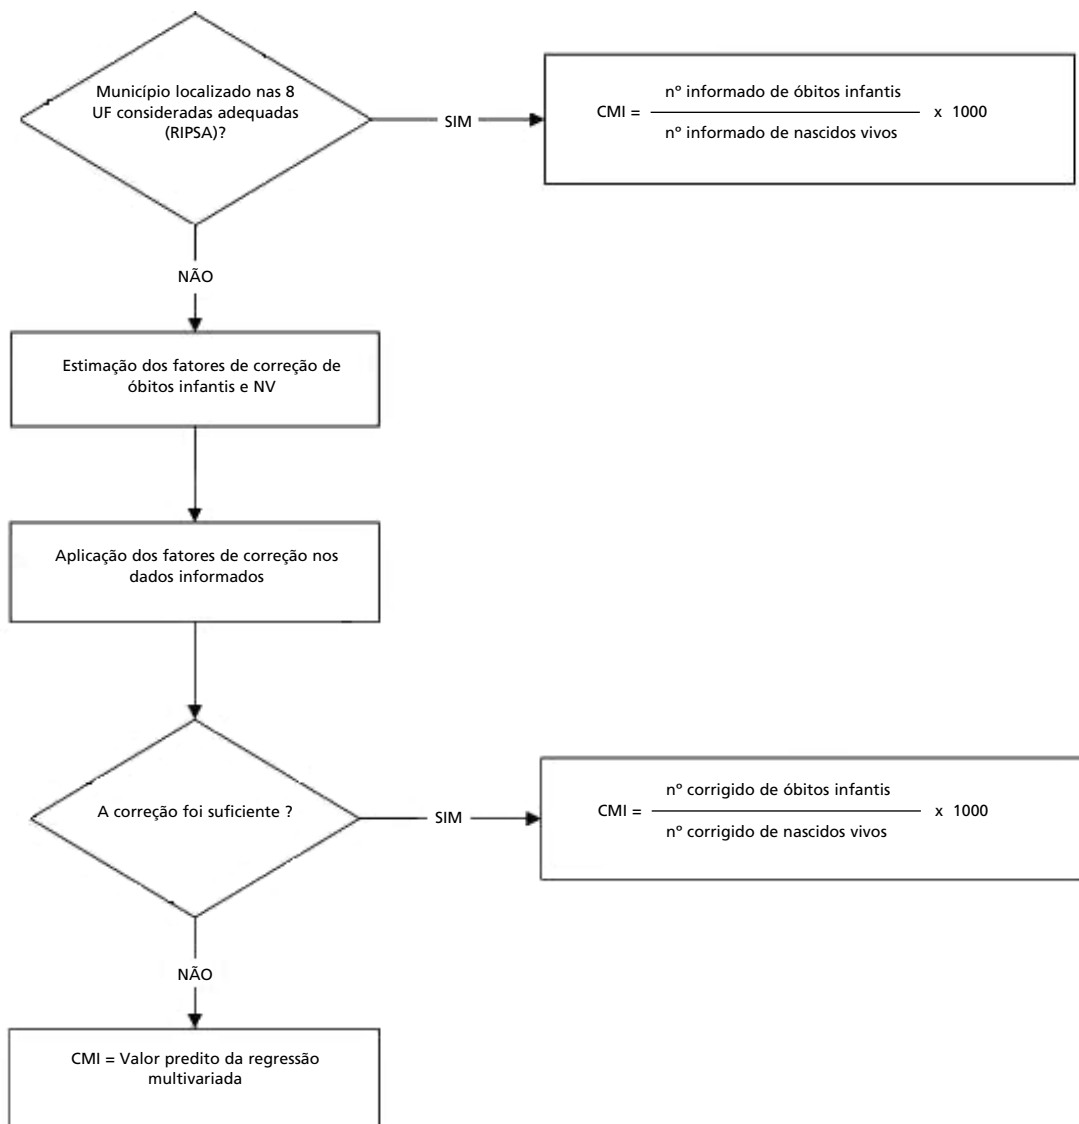 Município localizado nas 8
UF consideradas adequadas
(RIPSA)?
SIM
CMI = nº informado de óbitos infantis x 1000
nº informado de nascidos vivos
NÃO
Estimação dos fatores de correção de
óbitos infantis e NV
Aplicação dos fatores de correção nos
dados informados
A correção foi suficiente ?
SIM
CMI = nº corrigido de óbitos infantis x 1000
nº corrigido de nascidos vivos
NÃO
CMI = Valor predito da regressão
multivariada